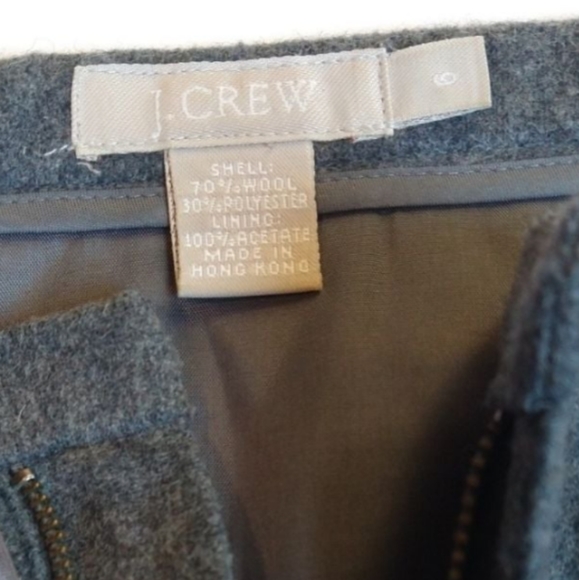 J.CREW
6
SHELL:
70%WOOL
30%POLYESTER
LINING:
100%ACETATE
MADE IN
HONG KONG